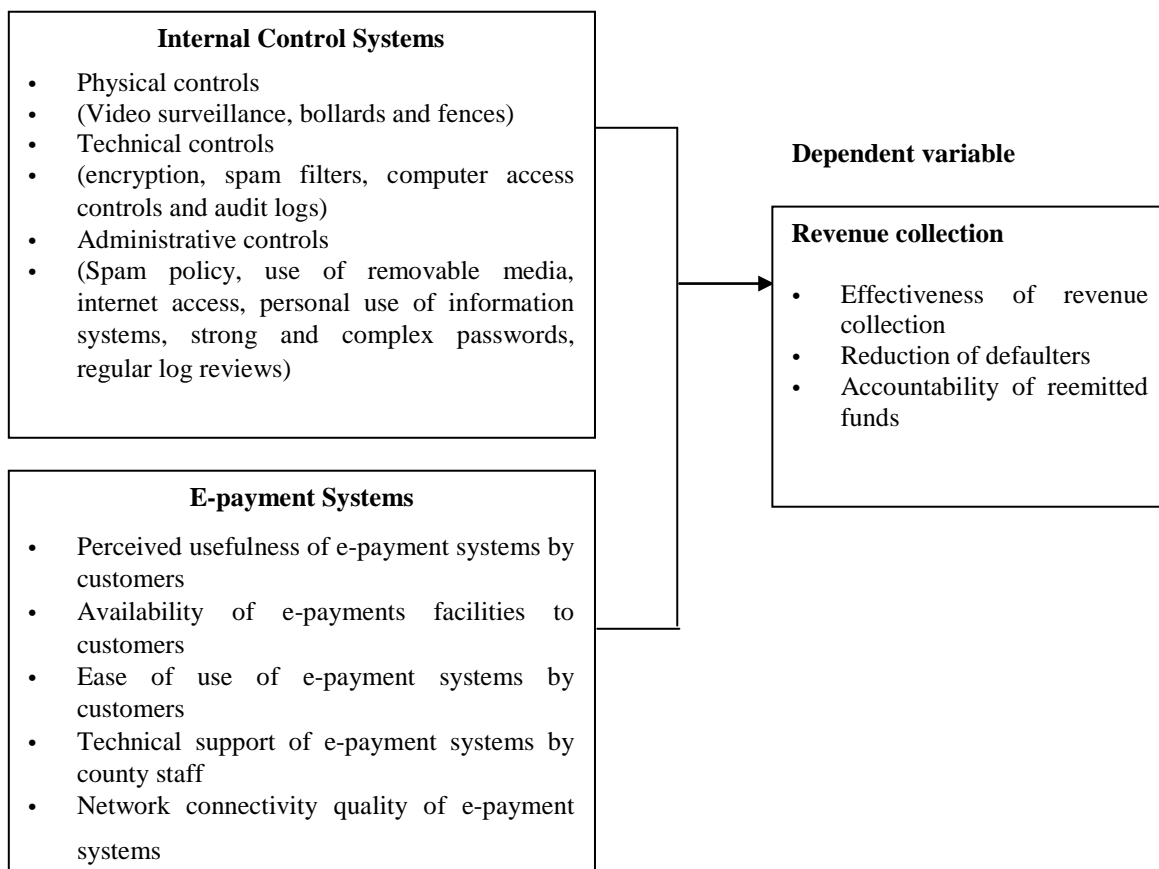 Internal Control Systems
• Physical controls
• (Video surveillance, bollards and fences)
• Technical controls
• (encryption, spam filters, computer access
controls and audit logs)
• Administrative controls
• (Spam policy, use of removable media,
internet access, personal use of information
systems, strong and complex passwords,
regular log reviews)
E-payment Systems
• Perceived usefulness of e-payment systems by
customers
• Availability of e-payments facilities to
customers
• Ease of use of e-payment systems by
customers
• Technical support of e-payment systems by
county staff
• Network connectivity quality of e-payment
systems
Dependent variable
Revenue collection
• Effectiveness of revenue
collection
• Reduction of defaulters
• Accountability of reemitted
funds